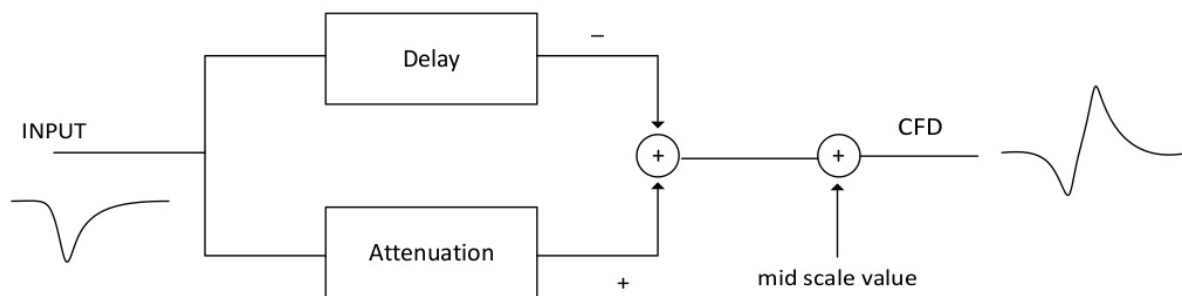 Delay
−
INPUT
+
+
CFD
Attenuation
+
mid scale value